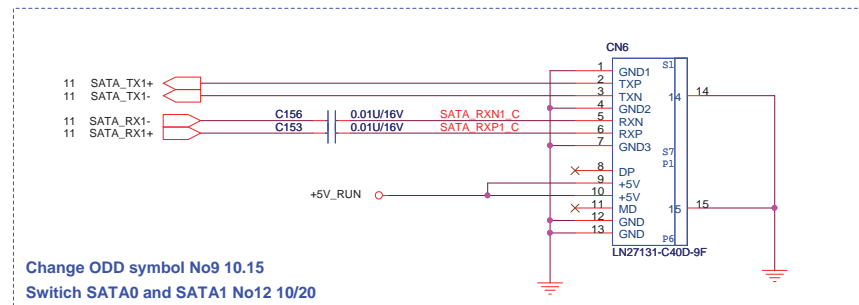 CN6
1 GND1 S1
11 SATA_TX1+ 2 TXP
11 SATA_TX1- 3 TXN 14 14
4 GND2
11 SATA_RX1- C156 0.01U/16V SATA_RXN1_C 5 RXN
11 SATA_RX1+ C153 0.01U/16V SATA_RXP1_C 6 RXP
7 GND3 S7
P1
8 DP
9 +5V
+5V_RUN 10 +5V
11 MD 15 15
12 GND
13 GND P6
LN27131-C40D-9F
Change ODD symbol No9 10.15
Switich SATA0 and SATA1 No12 10/20